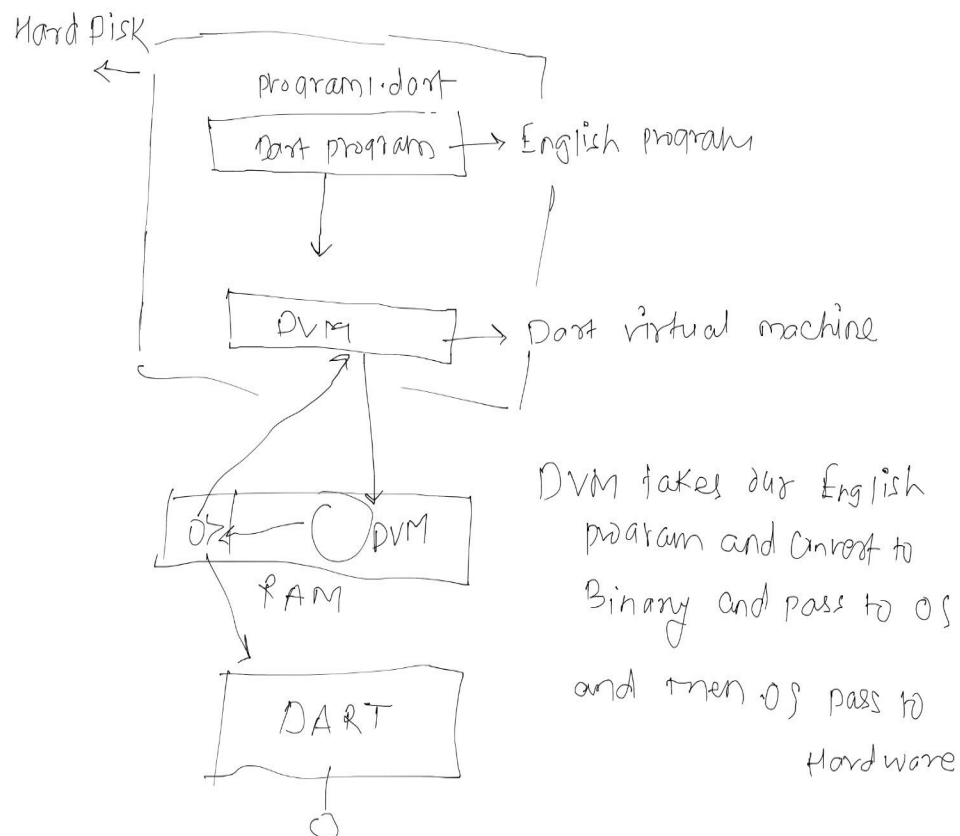 Hard Disk
program1.dart
Dart program
English program
DVM
Dart virtual machine
DVM takes our English
program and Convert to
Binary and pass to OS
and then OS pass to
Hardware
OS
DVM
RAM
DART